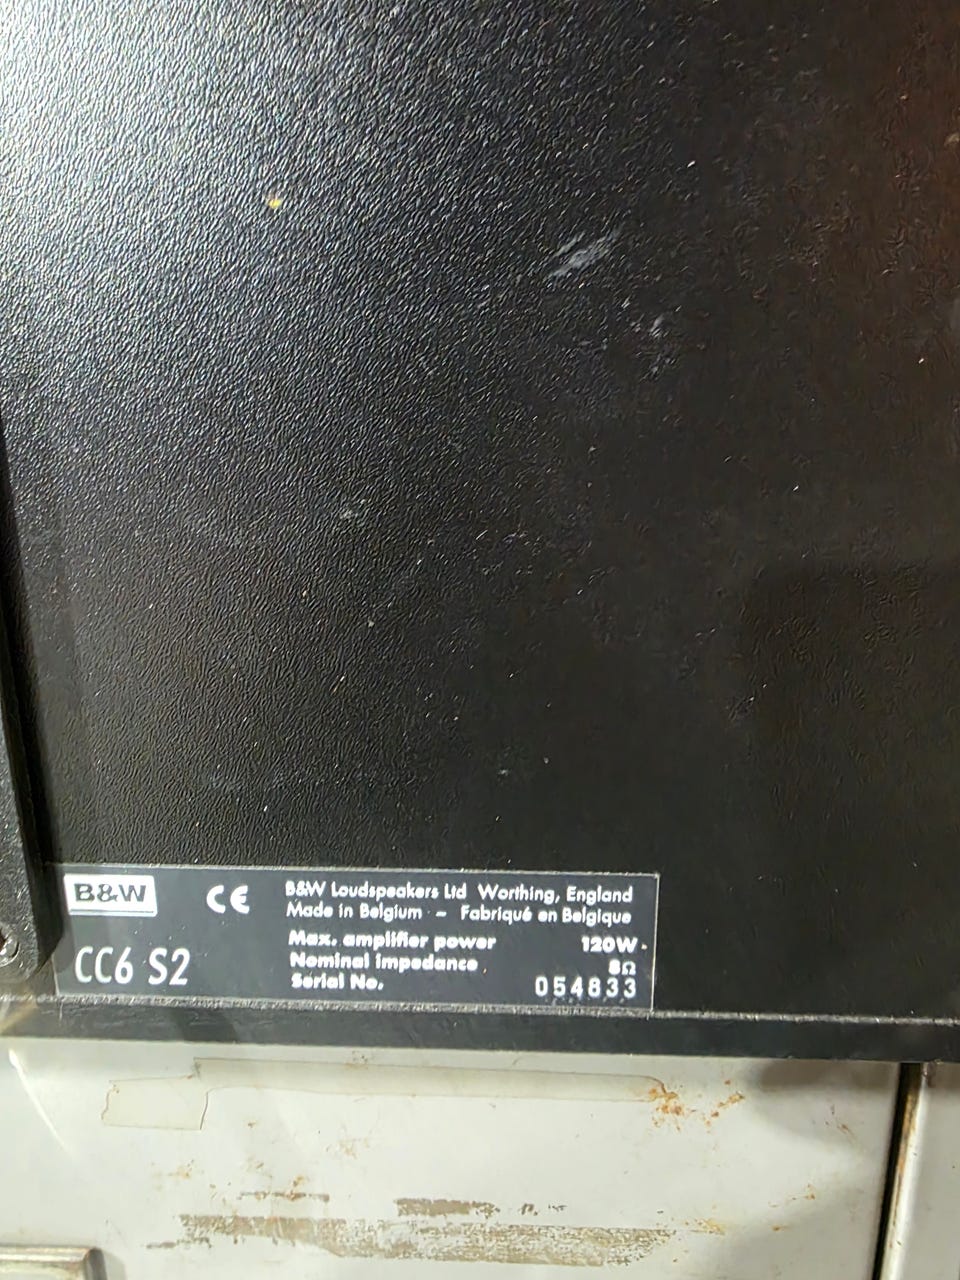 B&W
CE
B&W Loudspeakers Ltd Worthing, England
Made in Belgium - Fabriqué en Belgique
CC6 S2
Max. amplifier power 120W
Nominal impedance 8Ω
Serial No. 054833